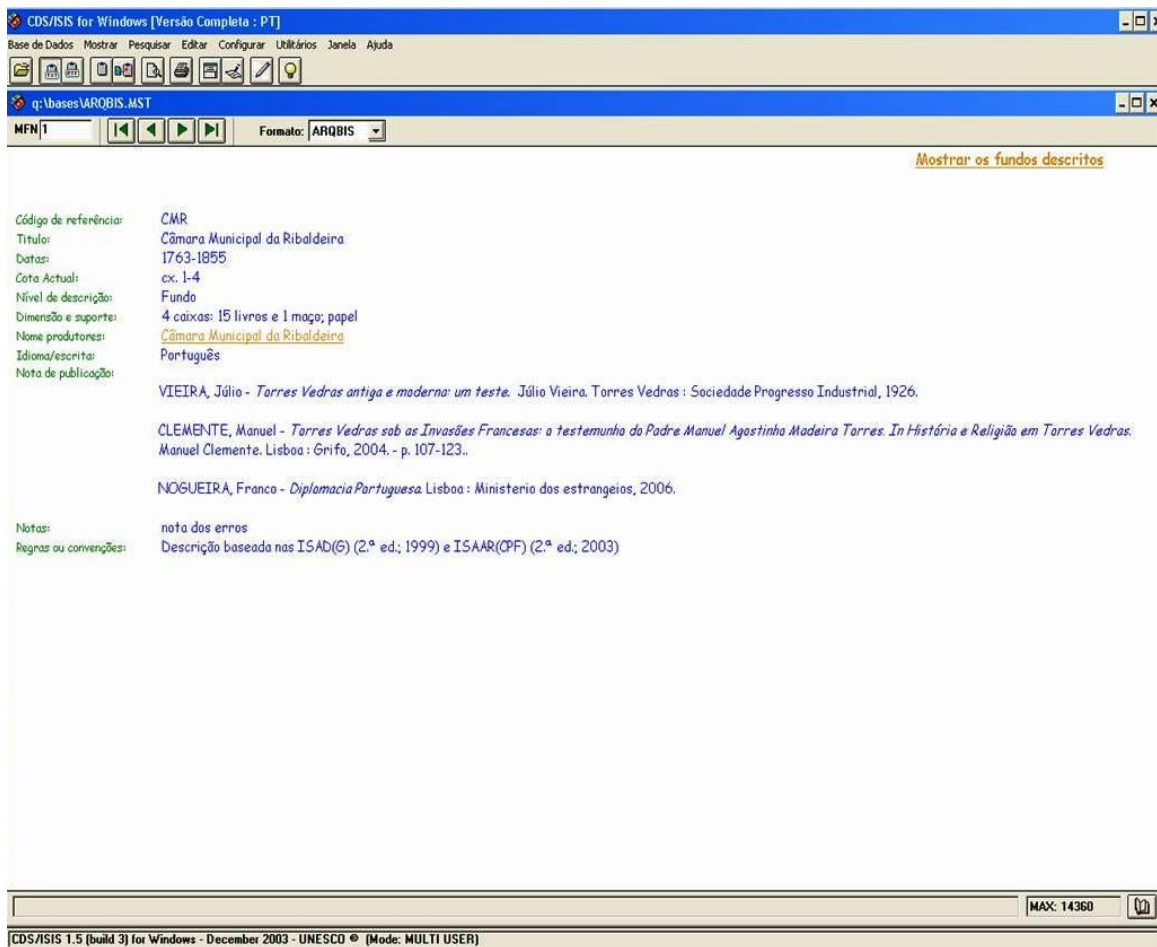 CDS/ISIS for Windows [Versão Completa : PT]
Base de Dados Mostrar Pesquisar Editar Configurar Utilitários Janela Ajuda
q:\bases\ARQBIS.MST
MFN 1 Formato: ARQBIS
Mostrar os fundos descritos
Código de referência: CMR
Titulo: Câmara Municipal da Ribaldeira
Datas: 1763-1855
Cota Actual: cx. 1-4
Nível de descrição: Fundo
Dimensão e suporte: 4 caixas: 15 livros e 1 maço; papel
Nome produtores: Câmara Municipal da Ribaldeira
Idioma/escrita: Português
Nota de publicação:
VIEIRA, Júlio - Torres Vedras antiga e moderna: um teste. Júlio Vieira. Torres Vedras : Sociedade Progresso Industrial, 1926.
CLEMENTE, Manuel - Torres Vedras sob as Invasões Francesas: o testemunho do Padre Manuel Agostinho Madeira Torres. In História e Religião em Torres Vedras.
Manuel Clemente. Lisboa : Grifo, 2004. - p. 107-123..
NOGUEIRA, Franco - Diplomacia Portuguesa. Lisboa : Ministerio dos estrangeios, 2006.
Notas: nota dos erros
Regras ou convenções: Descrição baseada nas ISAD(G) (2.ª ed.; 1999) e ISAAR(CPF) (2.ª ed.; 2003)
MAX: 14360
CDS/ISIS 1.5 (build 3) for Windows - December 2003 - UNESCO © (Mode: MULTI USER)